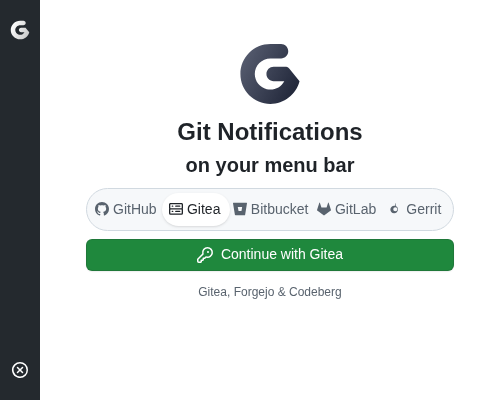 Git Notifications
on your menu bar
GitHub Gitea Bitbucket GitLab Gerrit
Continue with Gitea
Gitea, Forgejo & Codeberg